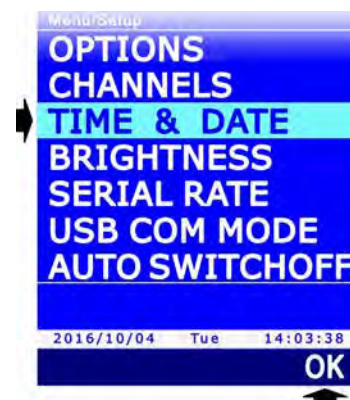 Menu/Setup
OPTIONS
CHANNELS
TIME & DATE
BRIGHTNESS
SERIAL RATE
USB COM MODE
AUTO SWITCHOFF
2016/10/04 Tue 14:03:38
OK